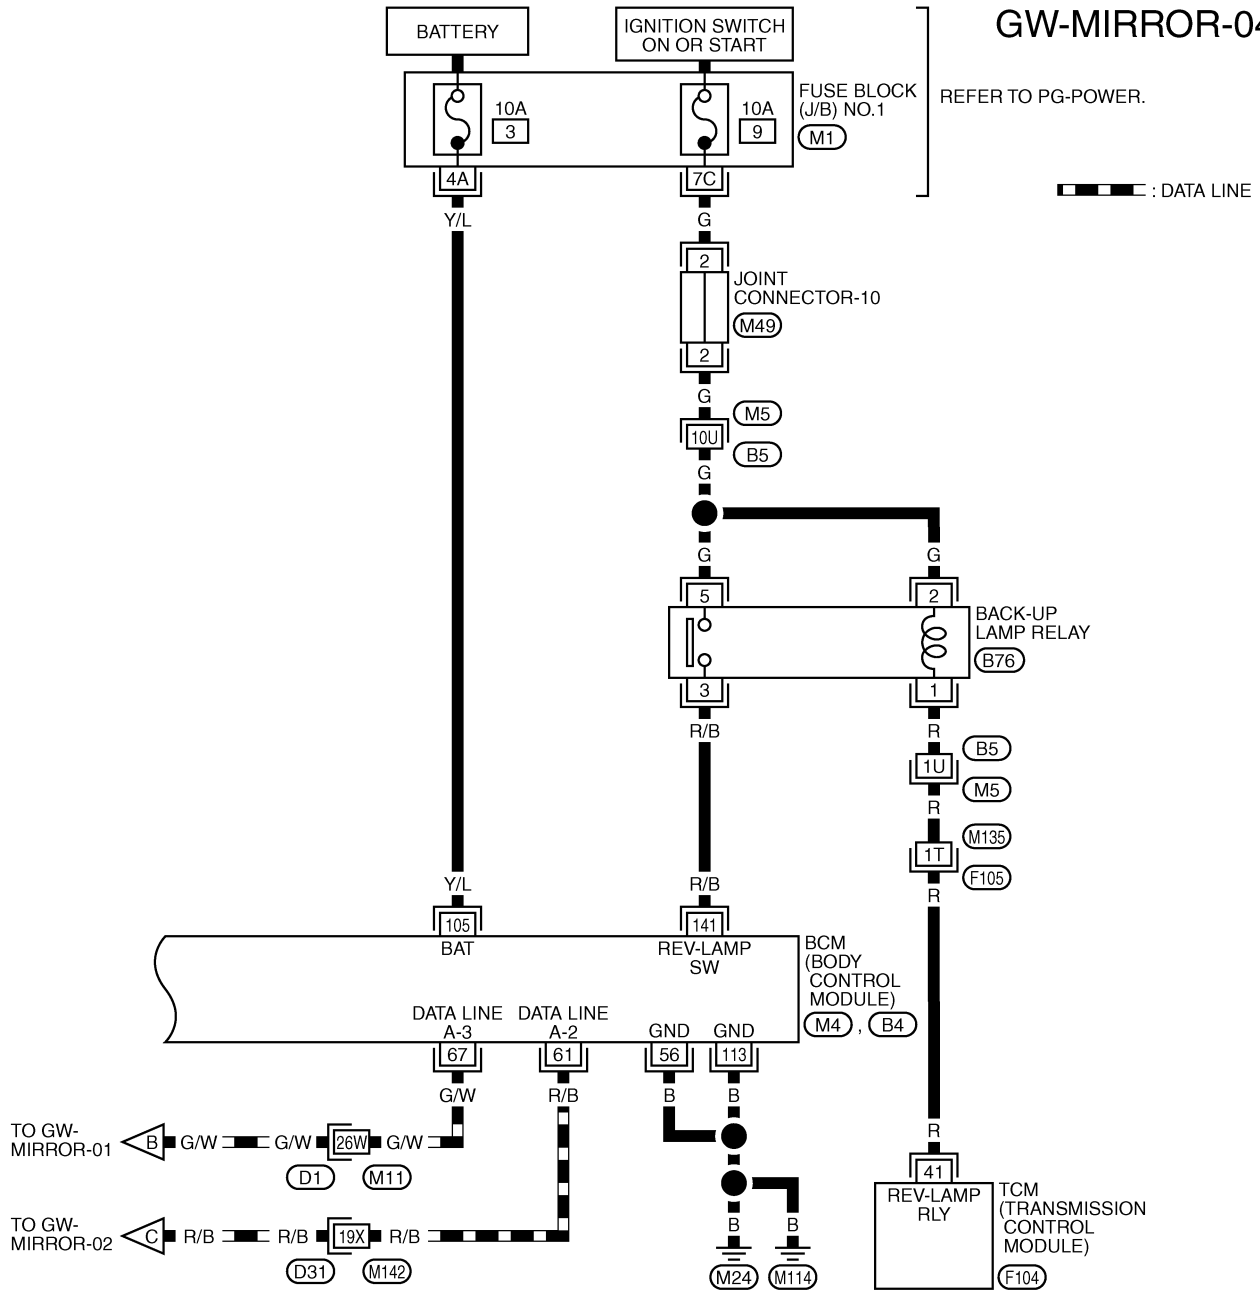 GW-MIRROR-04
BATTERY
IGNITION SWITCH
ON OR START
10A
3
10A
9
FUSE BLOCK
(J/B) NO.1
M1
REFER TO PG-POWER.
4A
7C
: DATA LINE
Y/L
G
2
JOINT
CONNECTOR-10
M49
2
G
M5
10U
B5
G
G
G
5
2
BACK-UP
LAMP RELAY
B76
3
1
R/B
R
B5
1U
M5
R
M135
1T
F105
R
Y/L
R/B
105
141
BAT
REV-LAMP
SW
BCM
(BODY
CONTROL
MODULE)
M4 , B4
DATA LINE
A-3
DATA LINE
A-2
GND
GND
67
61
56
113
G/W
R/B
B
B
TO GW-
MIRROR-01
B
G/W
G/W
26W
G/W
D1
M11
R
41
REV-LAMP
RLY
TCM
(TRANSMISSION
CONTROL
MODULE)
F104
TO GW-
MIRROR-02
C
R/B
R/B
19X
R/B
D31
M142
B
B
M24
M114